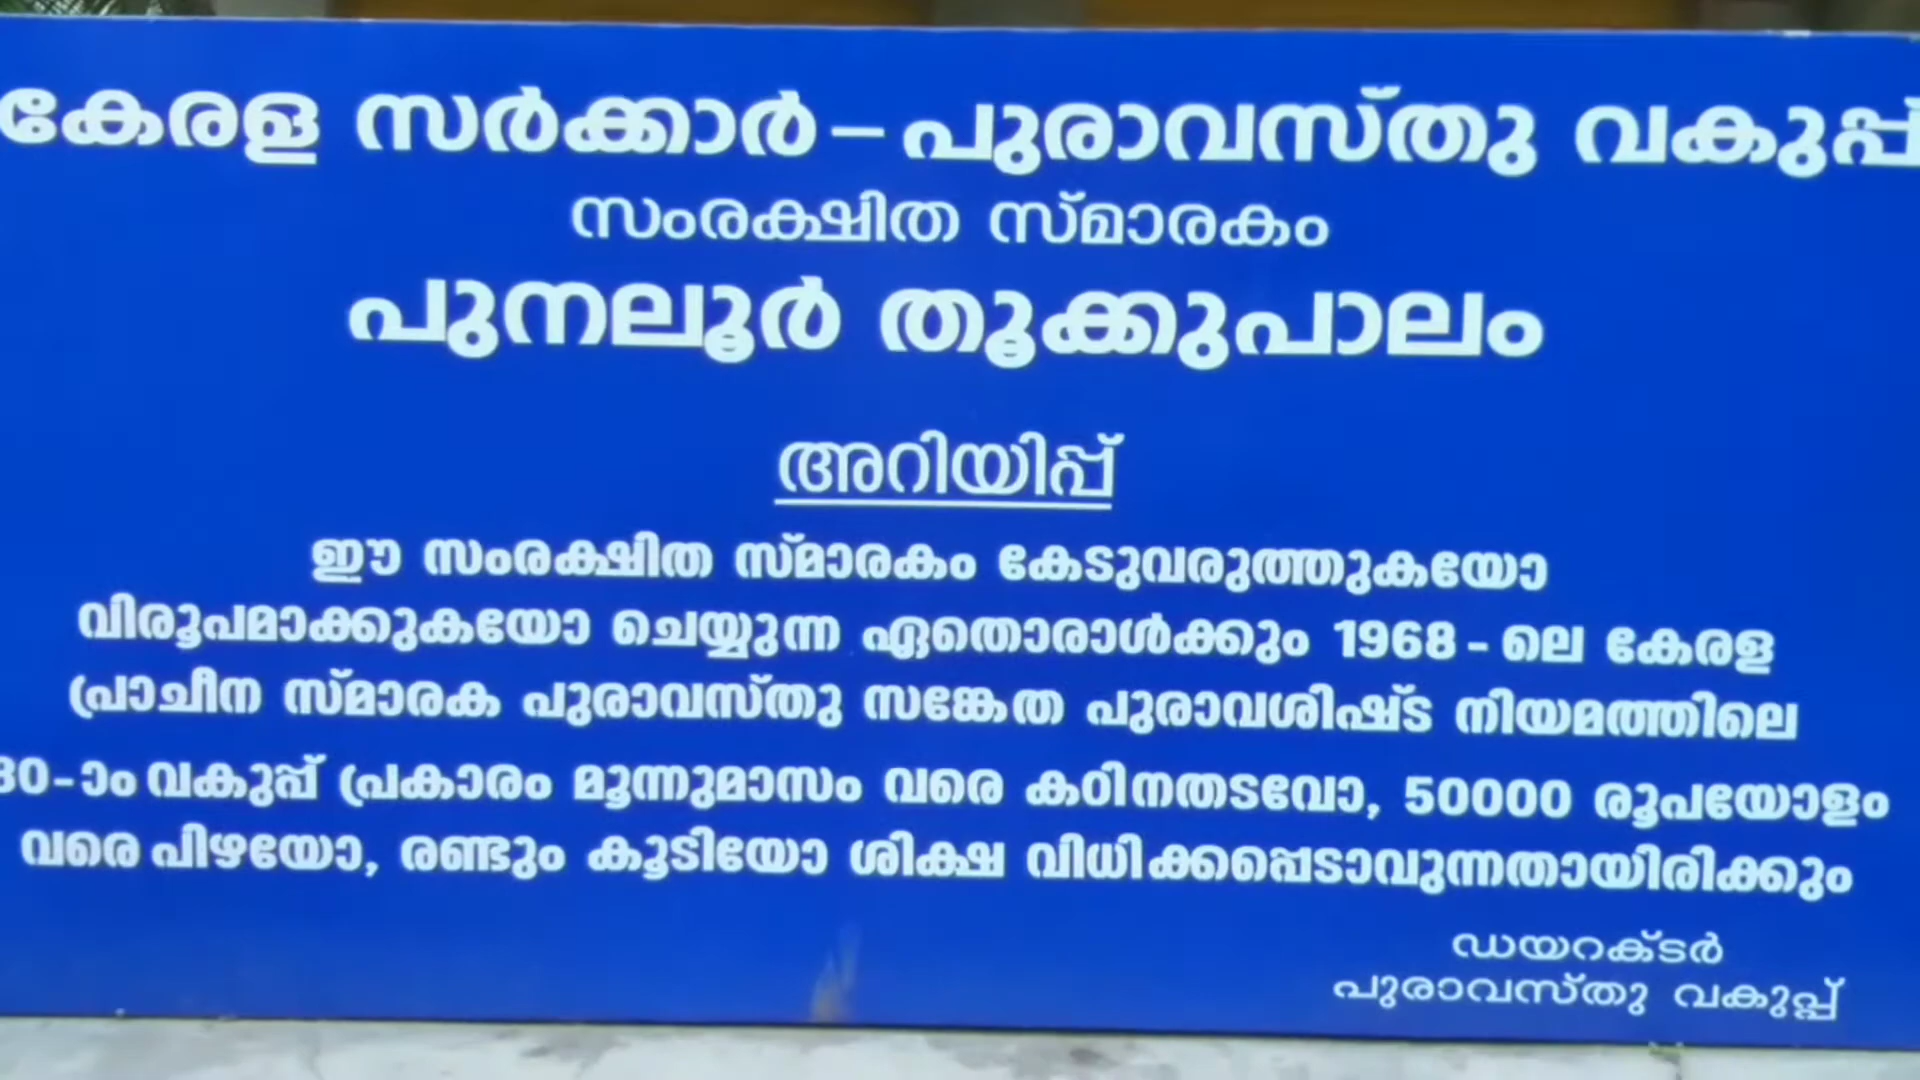 കേരള സർക്കാർ – പുരാവസ്തു വകുപ്പ്
സംരക്ഷിത സ്മാരകം
പുനലൂർ തൂക്കുപാലം
അറിയിപ്പ്
ഈ സംരക്ഷിത സ്മാരകം കേടുവരുത്തുകയോ
വിരൂപമാക്കുകയോ ചെയ്യുന്ന ഏതൊരാൾക്കും 1968 - ലെ കേരള
പ്രാചീന സ്മാരക പുരാവസ്തു സങ്കേത പുരാവശിഷ്ട നിയമത്തിലെ
30-ാം വകുപ്പ് പ്രകാരം മൂന്നുമാസം വരെ കഠിനതടവോ, 50000 രൂപയോളം
വരെ പിഴയോ, രണ്ടും കൂടിയോ ശിക്ഷ വിധിക്കപ്പെടാവുന്നതായിരിക്കും
ഡയറക്ടർ
പുരാവസ്തു വകുപ്പ്